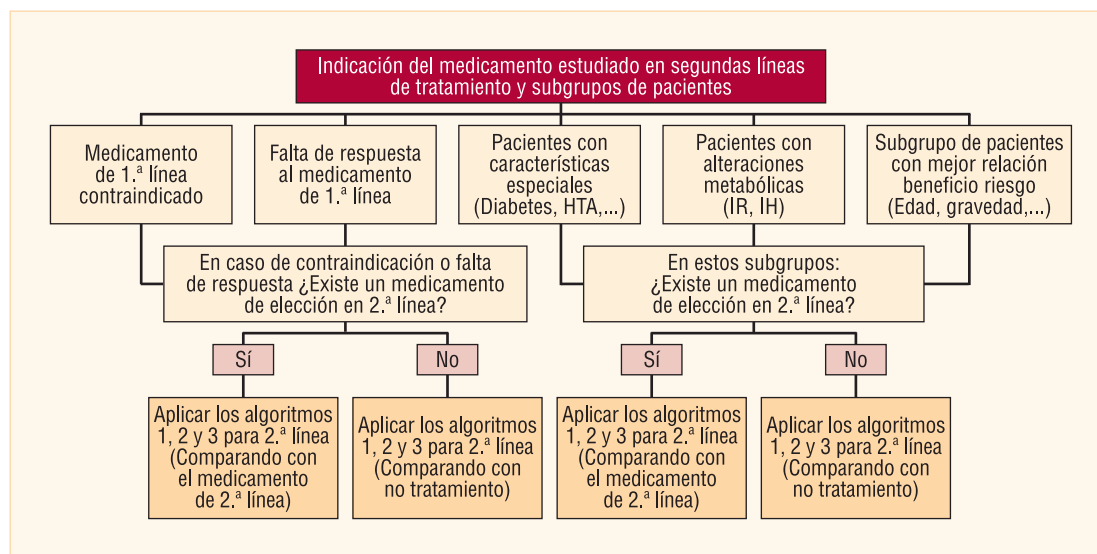 Indicación del medicamento estudiado en segundas líneas
de tratamiento y subgrupos de pacientes
Medicamento
de 1.ª línea
contraindicado
Falta de respuesta
al medicamento
de 1.ª línea
Pacientes con
características
especiales
(Diabetes, HTA,...)
Pacientes con
alteraciones
metabólicas
(IR, IH)
Subgrupo de pacientes
con mejor relación
beneficio riesgo
(Edad, gravedad,...)
En caso de contraindicación o falta
de respuesta ¿Existe un medicamento
de elección en 2.ª línea?
En estos subgrupos:
¿Existe un medicamento
de elección en 2.ª línea?
Sí
No
Sí
No
Aplicar los algoritmos
1, 2 y 3 para 2.ª línea
(Comparando con
el medicamento
de 2.ª línea)
Aplicar los algoritmos
1, 2 y 3 para 2.ª línea
(Comparando con
no tratamiento)
Aplicar los algoritmos
1, 2 y 3 para 2.ª línea
(Comparando con
el medicamento
de 2.ª línea)
Aplicar los algoritmos
1, 2 y 3 para 2.ª línea
(Comparando con
no tratamiento)